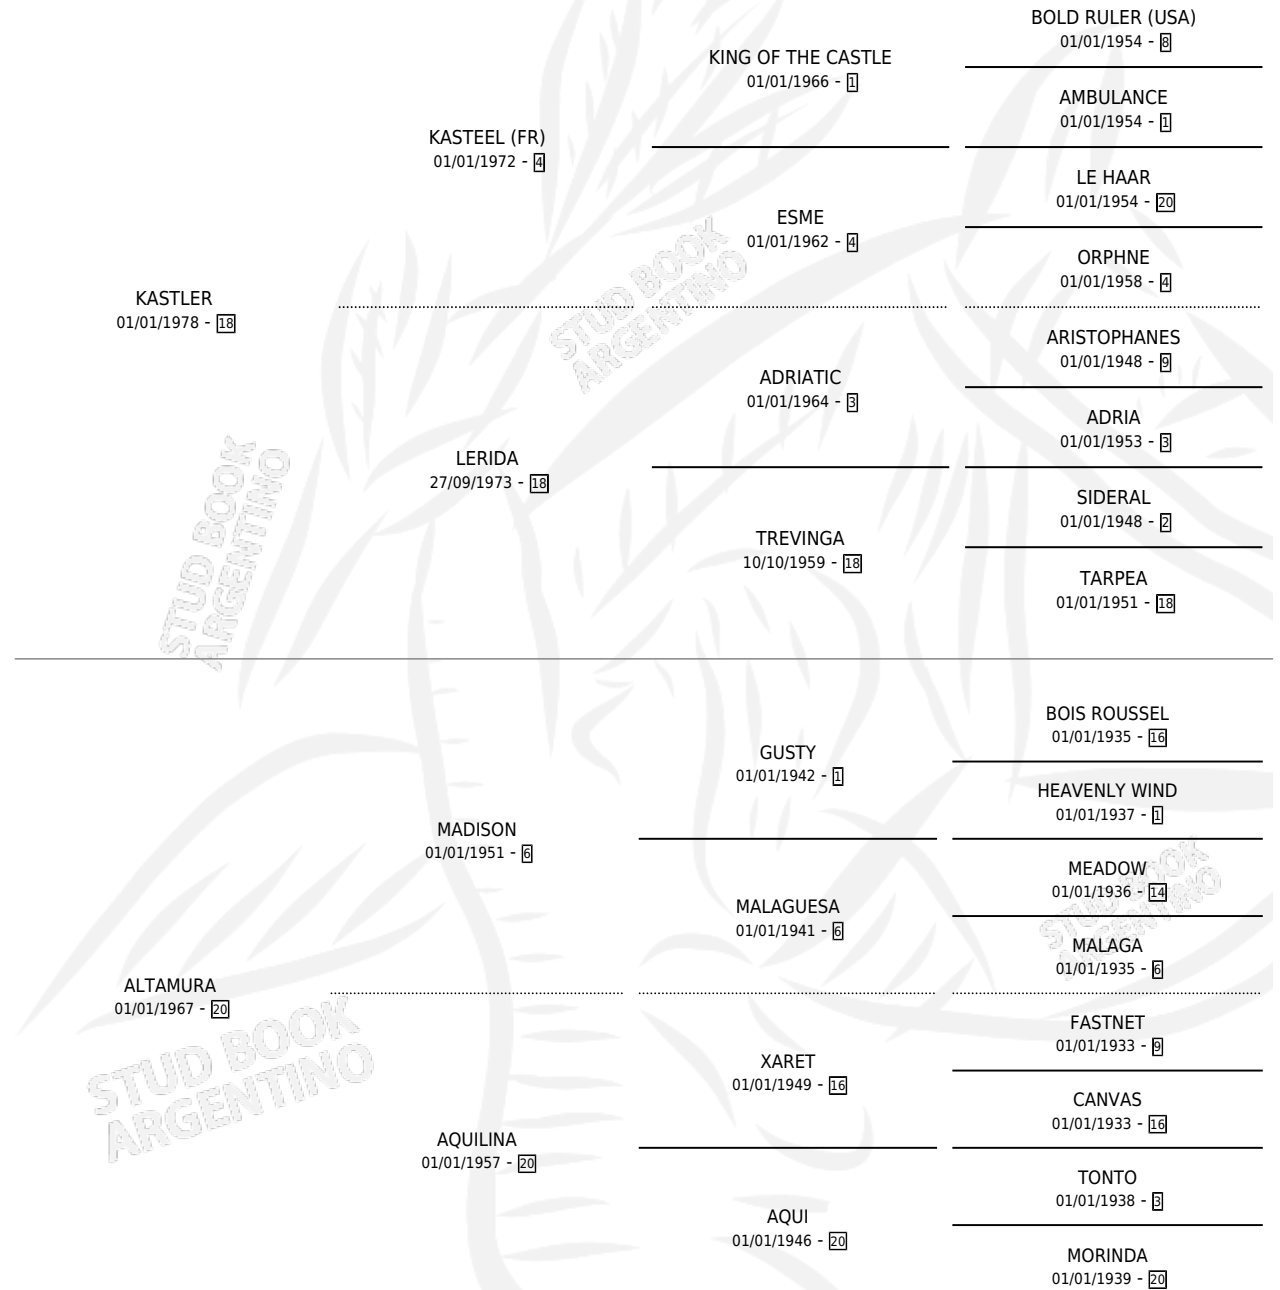 BOLD RULER (USA)
01/01/1954 - 8
KING OF THE CASTLE
01/01/1966 - 1
AMBULANCE
01/01/1954 - 1
KASTEEL (FR)
01/01/1972 - 4
LE HAAR
01/01/1954 - 20
ESME
01/01/1962 - 4
ORPHNE
01/01/1958 - 4
KASTLER
01/01/1978 - 18
STUD BOOK
ARGENTINO
ARISTOPHANES
01/01/1948 - 9
ADRIATIC
01/01/1964 - 3
ADRIA
01/01/1953 - 3
LERIDA
27/09/1973 - 18
SIDERAL
01/01/1948 - 2
TREVINGA
10/10/1959 - 18
TARPEA
01/01/1951 - 18
STUD BOOK
ARGENTINO
BOIS ROUSSEL
01/01/1935 - 16
GUSTY
01/01/1942 - 1
HEAVENLY WIND
01/01/1937 - 1
MADISON
01/01/1951 - 6
MEADOW
01/01/1936 - 14
MALAGUESA
01/01/1941 - 6
STUD BOOK
ARGENTINO
MALAGA
01/01/1935 - 6
ALTAMURA
01/01/1967 - 20
STUD BOOK
ARGENTINO
FASTNET
01/01/1933 - 9
XARET
01/01/1949 - 16
CANVAS
01/01/1933 - 16
AQUILINA
01/01/1957 - 20
TONTO
01/01/1938 - 3
AQUI
01/01/1946 - 20
MORINDA
01/01/1939 - 20